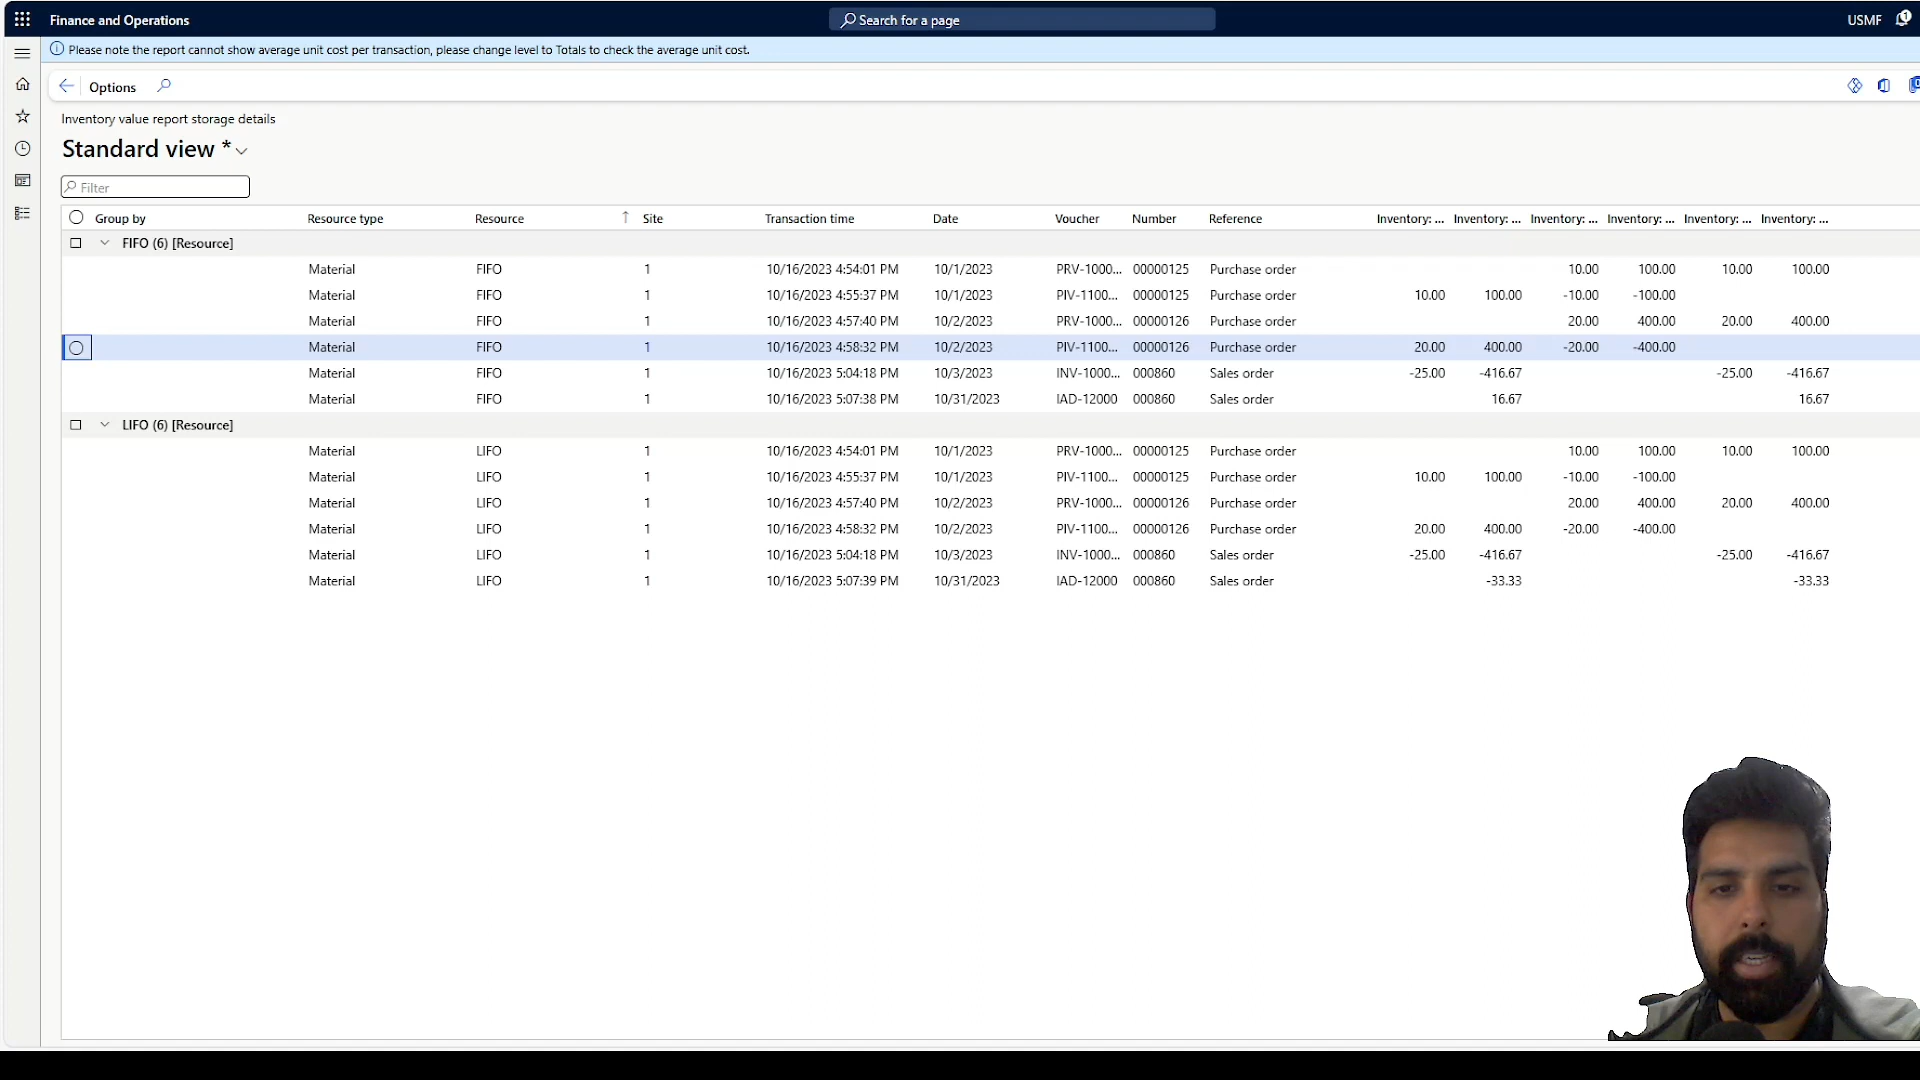 Finance and Operations
Search for a page
USMF
1
Please note the report cannot show average unit cost per transaction, please change level to Totals to check the average unit cost.
Options
Inventory value report storage details
Standard view *
Filter
Group by Resource type Resource Site Transaction time Date Voucher Number Reference Inventory: ... Inventory: ... Inventory: ... Inventory: ... Inventory: ... Inventory: ...
FIFO (6) [Resource]
Material FIFO 1 10/16/2023 4:54:01 PM 10/1/2023 PRV-1000... 00000125 Purchase order 10.00 100.00 10.00 100.00
Material FIFO 1 10/16/2023 4:55:37 PM 10/1/2023 PIV-1100... 00000125 Purchase order 10.00 100.00 -10.00 -100.00
Material FIFO 1 10/16/2023 4:57:40 PM 10/2/2023 PRV-1000... 00000126 Purchase order 20.00 400.00 20.00 400.00
Material FIFO 1 10/16/2023 4:58:32 PM 10/2/2023 PIV-1100... 00000126 Purchase order 20.00 400.00 -20.00 -400.00
Material FIFO 1 10/16/2023 5:04:18 PM 10/3/2023 INV-1000... 000860 Sales order -25.00 -416.67 -25.00 -416.67
Material FIFO 1 10/16/2023 5:07:38 PM 10/31/2023 IAD-12000 000860 Sales order 16.67 16.67
LIFO (6) [Resource]
Material LIFO 1 10/16/2023 4:54:01 PM 10/1/2023 PRV-1000... 00000125 Purchase order 10.00 100.00 10.00 100.00
Material LIFO 1 10/16/2023 4:55:37 PM 10/1/2023 PIV-1100... 00000125 Purchase order 10.00 100.00 -10.00 -100.00
Material LIFO 1 10/16/2023 4:57:40 PM 10/2/2023 PRV-1000... 00000126 Purchase order 20.00 400.00 20.00 400.00
Material LIFO 1 10/16/2023 4:58:32 PM 10/2/2023 PIV-1100... 00000126 Purchase order 20.00 400.00 -20.00 -400.00
Material LIFO 1 10/16/2023 5:04:18 PM 10/3/2023 INV-1000... 000860 Sales order -25.00 -416.67 -25.00 -416.67
Material LIFO 1 10/16/2023 5:07:39 PM 10/31/2023 IAD-12000 000860 Sales order -33.33 -33.33